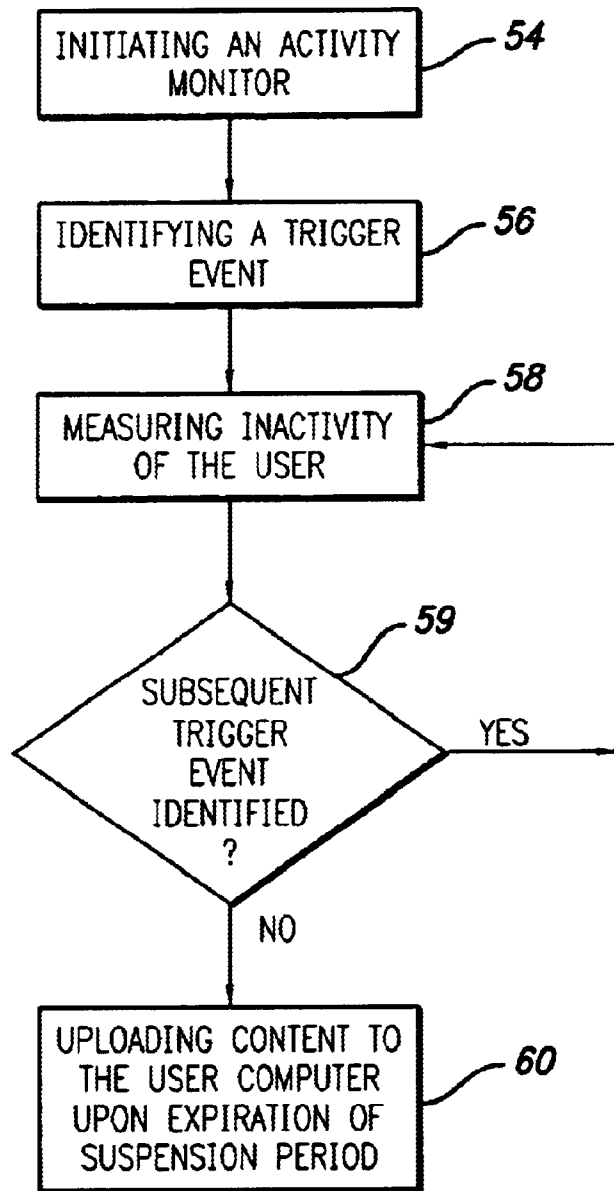 INITIATING AN ACTIVITY
MONITOR
54
IDENTIFYING A TRIGGER
EVENT
56
MEASURING INACTIVITY
OF THE USER
58
SUBSEQUENT
TRIGGER
EVENT
IDENTIFIED
?
59
YES
NO
UPLOADING CONTENT TO
THE USER COMPUTER
UPON EXPIRATION OF
SUSPENSION PERIOD
60